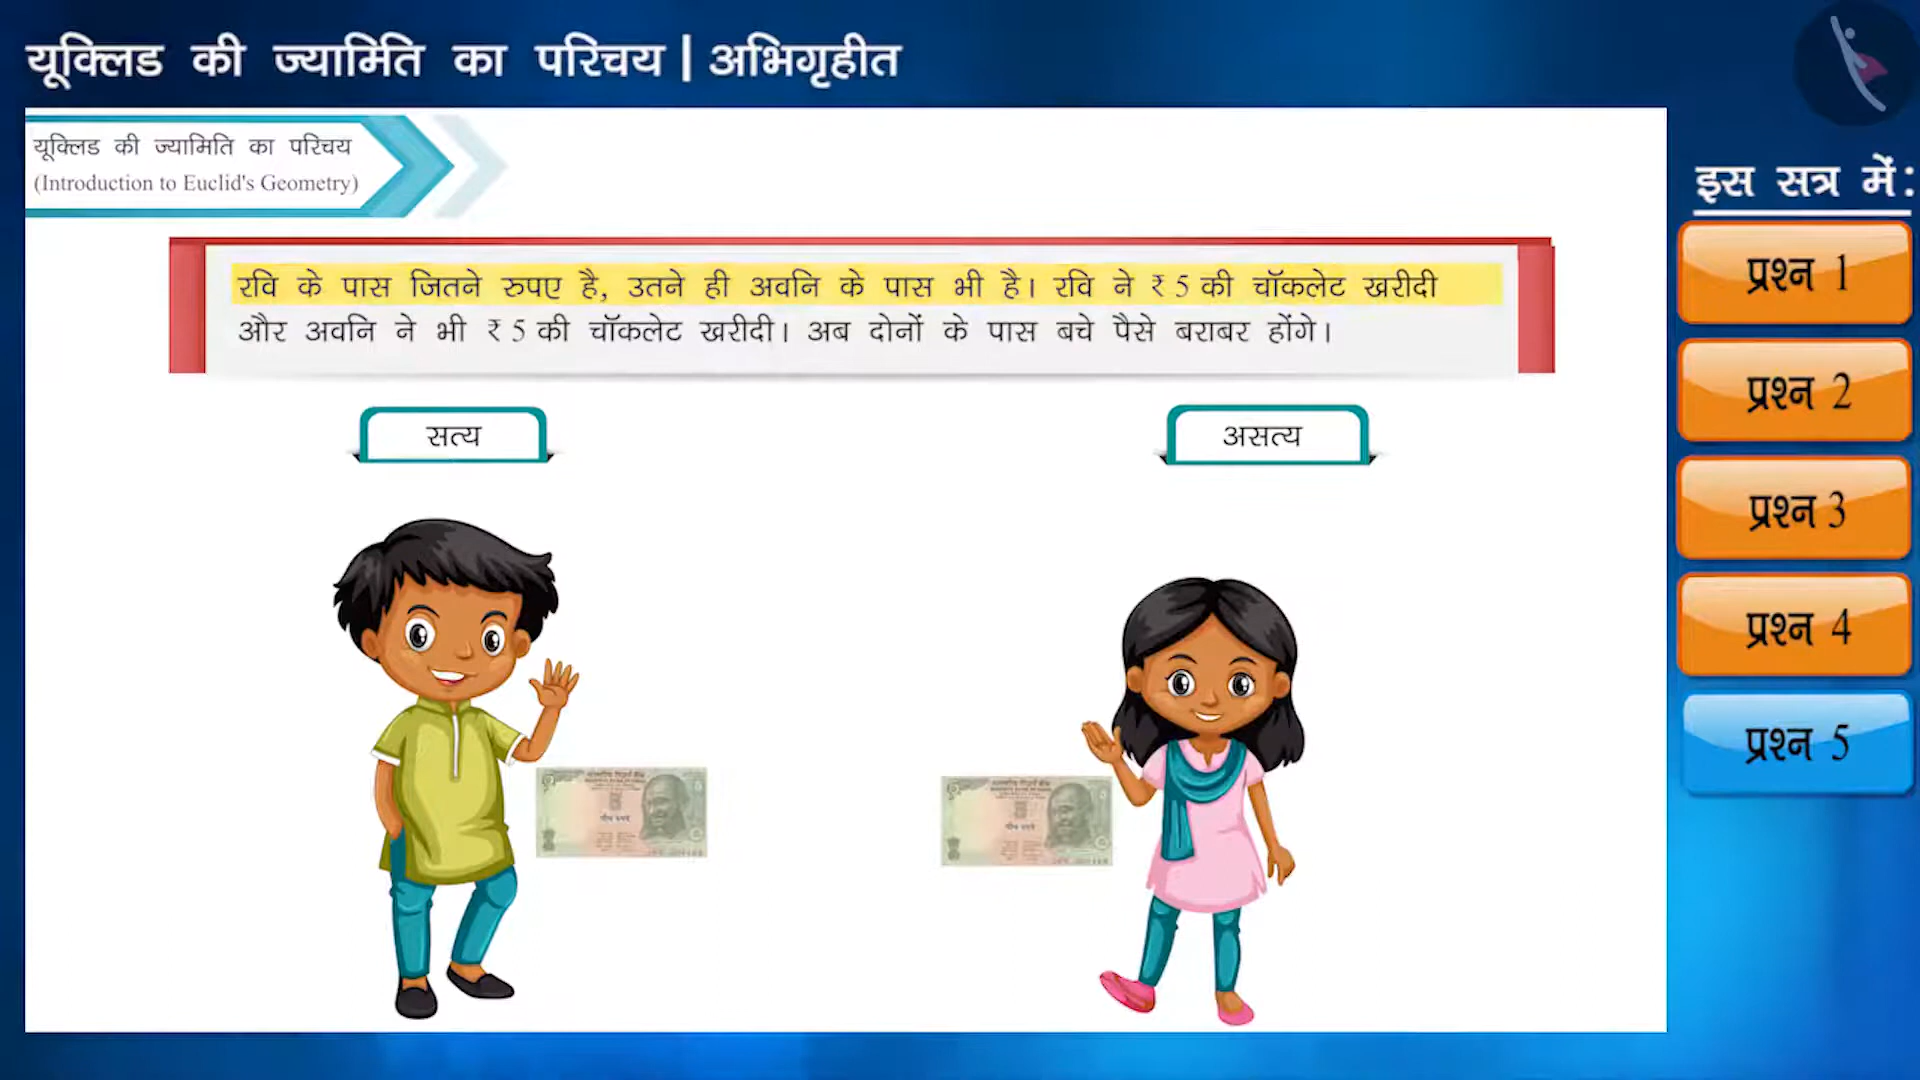 यूक्लिड की ज्यामिति का परिचय | अभिगृहीत
यूक्लिड की ज्यामिति का परिचय
(Introduction to Euclid's Geometry)
रवि के पास जितने रुपए है, उतने ही अवनि के पास भी है। रवि ने ₹ 5 की चॉकलेट खरीदी
और अवनि ने भी ₹ 5 की चॉकलेट खरीदी। अब दोनों के पास बचे पैसे बराबर होंगे।
सत्य
असत्य
इस सत्र में:
प्रश्न 1
प्रश्न 2
प्रश्न 3
प्रश्न 4
प्रश्न 5